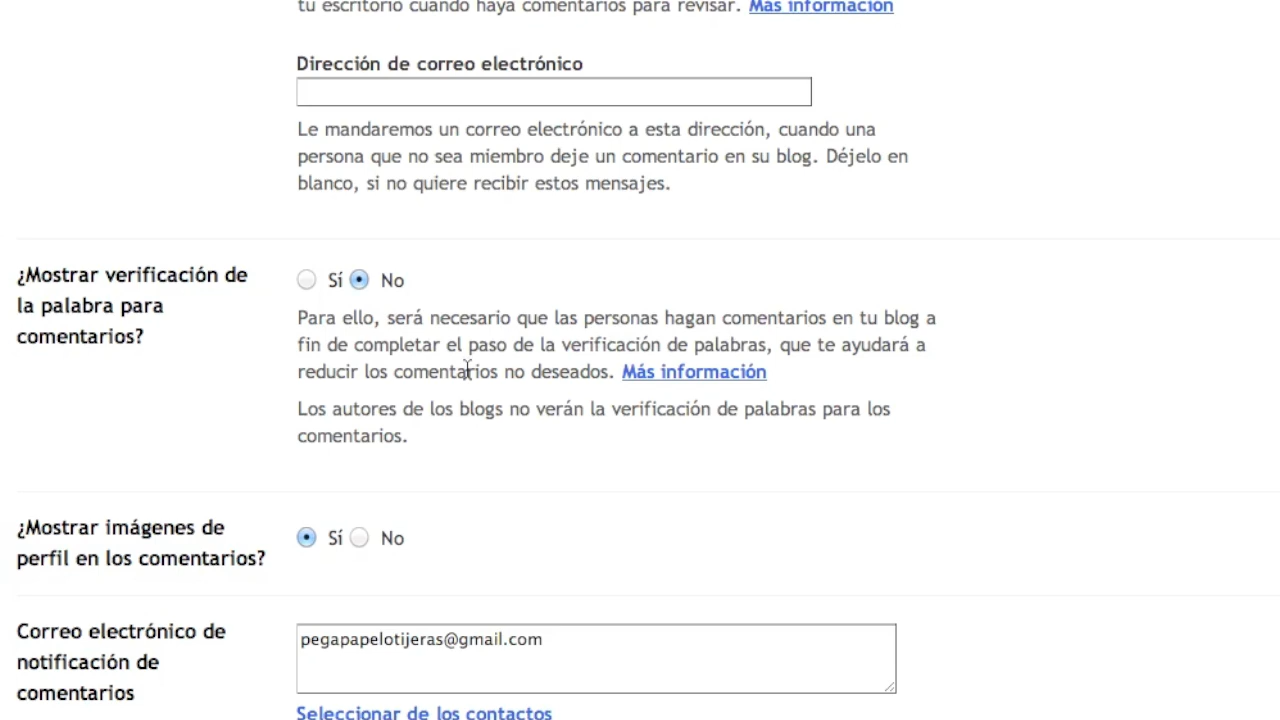 tu escritorio cuando haya comentarios para revisar. Más información
Dirección de correo electrónico
Le mandaremos un correo electrónico a esta dirección, cuando una
persona que no sea miembro deje un comentario en su blog. Déjelo en
blanco, si no quiere recibir estos mensajes.
¿Mostrar verificación de
la palabra para
comentarios?
Sí No
Para ello, será necesario que las personas hagan comentarios en tu blog a
fin de completar el paso de la verificación de palabras, que te ayudará a
reducir los comentarios no deseados. Más información
Los autores de los blogs no verán la verificación de palabras para los
comentarios.
¿Mostrar imágenes de
perfil en los comentarios?
Sí No
Correo electrónico de
notificación de
comentarios
pegapapelotijeras@gmail.com
Seleccionar de los contactos